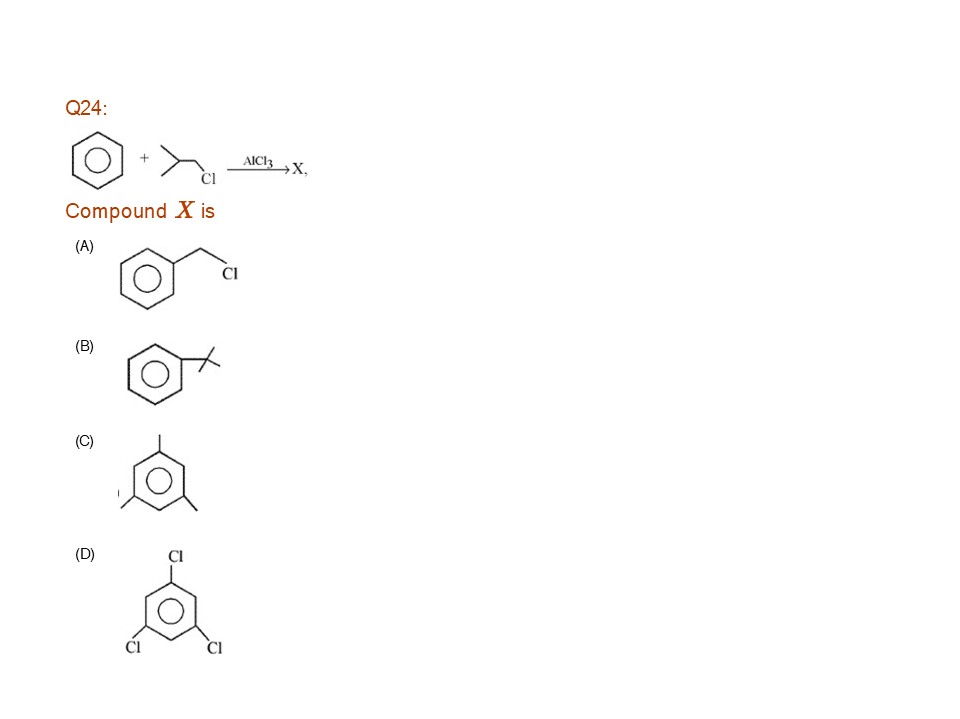 Q24:
+ Cl AlCl3 X,
Compound X is
(A)
Cl
(B)
(C)
(D)
Cl
Cl Cl